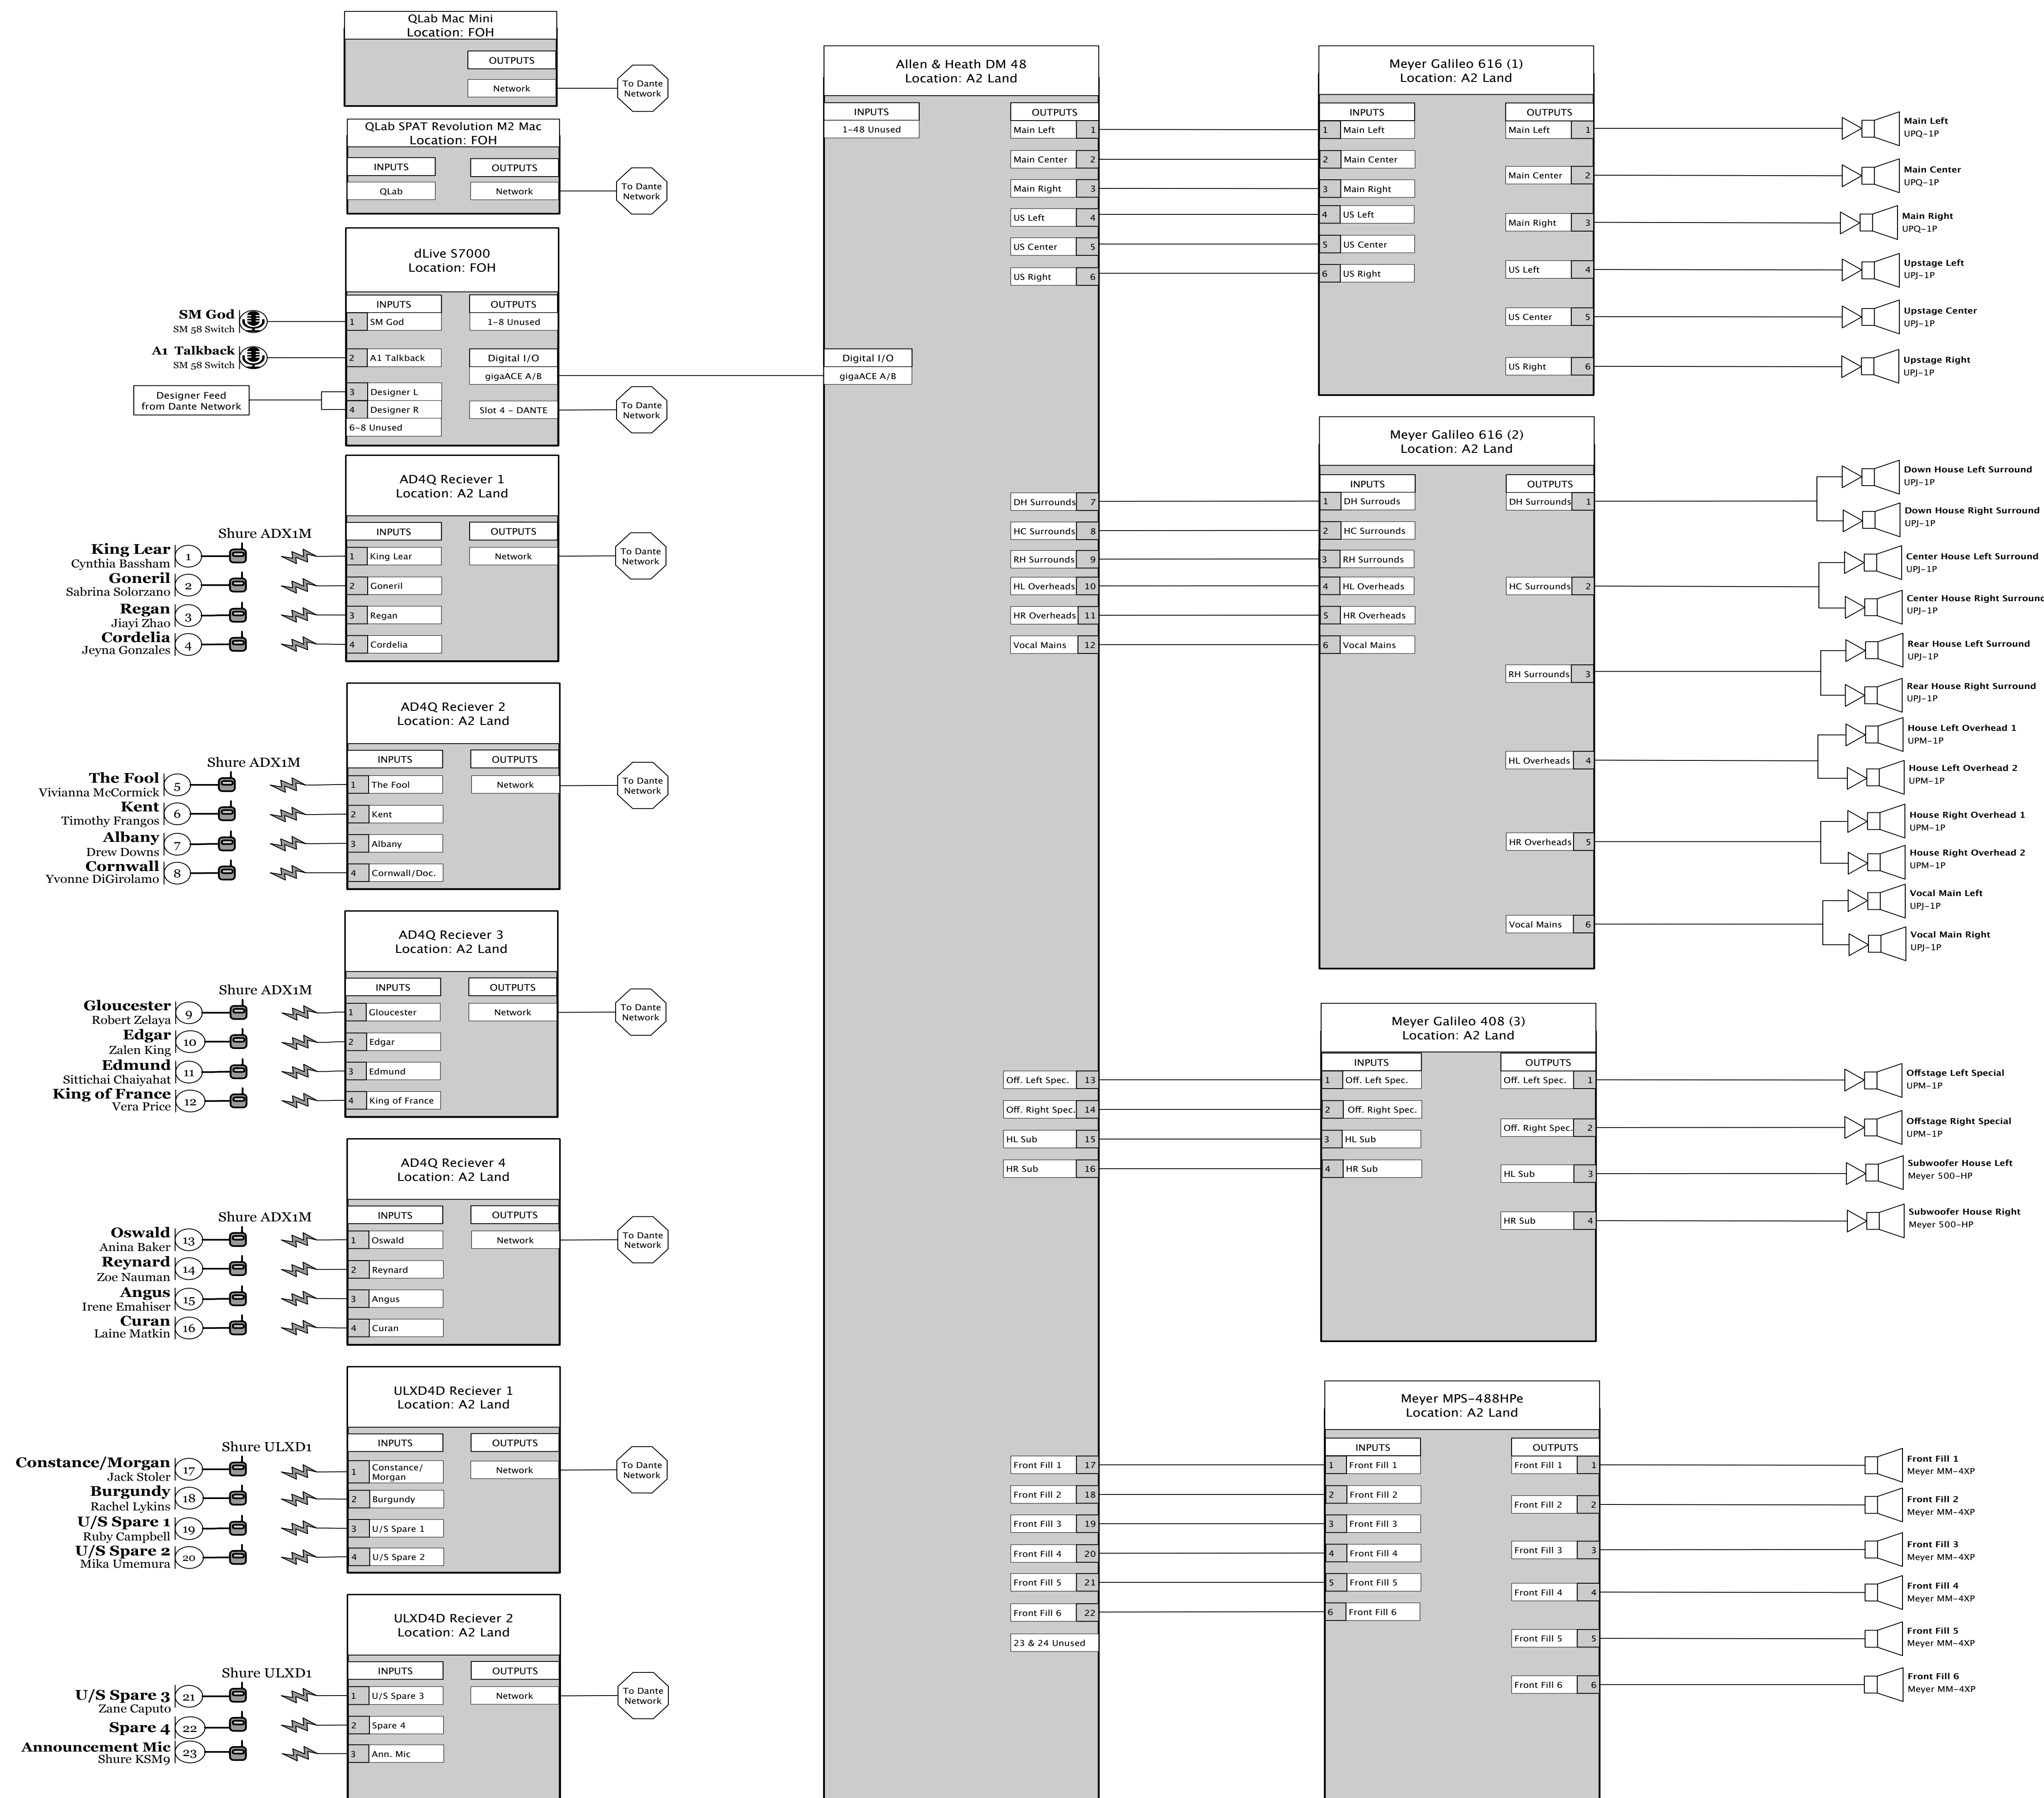 QLab Mac Mini
Location: FOH
OUTPUTS
Network
To Dante
Network
QLab SPAT Revolution M2 Mac
Location: FOH
INPUTS
OUTPUTS
QLab
Network
To Dante
Network
dLive S7000
Location: FOH
INPUTS
OUTPUTS
SM God
SM 58 Switch
1 SM God
1-8 Unused
A1 Talkback
SM 58 Switch
2 A1 Talkback
Digital I/O
gigaACE A/B
Designer Feed
from Dante Network
3 Designer L
4 Designer R
6-8 Unused
Slot 4 - DANTE
To Dante
Network
AD4Q Reciever 1
Location: A2 Land
INPUTS
OUTPUTS
Shure ADX1M
King Lear
Cynthia Bassham
1
1 King Lear
Network
To Dante
Network
Goneril
Sabrina Solorzano
2
2 Goneril
Regan
Jiayi Zhao
3
3 Regan
Cordelia
Jeyna Gonzales
4
4 Cordelia
AD4Q Reciever 2
Location: A2 Land
INPUTS
OUTPUTS
Shure ADX1M
The Fool
Vivianna McCormick
5
1 The Fool
Network
To Dante
Network
Kent
Timothy Frangos
6
2 Kent
Albany
Drew Downs
7
3 Albany
Cornwall
Yvonne DiGirolamo
8
4 Cornwall/Doc.
AD4Q Reciever 3
Location: A2 Land
INPUTS
OUTPUTS
Shure ADX1M
Gloucester
Robert Zelaya
9
1 Gloucester
Network
To Dante
Network
Edgar
Zalen King
10
2 Edgar
Edmund
Sittichai Chaiyahat
11
3 Edmund
King of France
Vera Price
12
4 King of France
AD4Q Reciever 4
Location: A2 Land
INPUTS
OUTPUTS
Shure ADX1M
Oswald
Anina Baker
13
1 Oswald
Network
To Dante
Network
Reynard
Zoe Nauman
14
2 Reynard
Angus
Irene Emahiser
15
3 Angus
Curan
Laine Matkin
16
4 Curan
ULXD4D Reciever 1
Location: A2 Land
INPUTS
OUTPUTS
Shure ULXD1
Constance/Morgan
Jack Stoler
17
1 Constance/
Morgan
Network
To Dante
Network
Burgundy
Rachel Lykins
18
2 Burgundy
U/S Spare 1
Ruby Campbell
19
3 U/S Spare 1
U/S Spare 2
Mika Umemura
20
4 U/S Spare 2
ULXD4D Reciever 2
Location: A2 Land
INPUTS
OUTPUTS
Shure ULXD1
U/S Spare 3
Zane Caputo
21
1 U/S Spare 3
Network
To Dante
Network
Spare 4
22
2 Spare 4
Announcement Mic
Shure KSM9
23
3 Ann. Mic
Allen & Heath DM 48
Location: A2 Land
INPUTS
1-48 Unused
Digital I/O
gigaACE A/B
OUTPUTS
Main Left 1
Main Center 2
Main Right 3
US Left 4
US Center 5
US Right 6
DH Surrounds 7
HC Surrounds 8
RH Surrounds 9
HL Overheads 10
HR Overheads 11
Vocal Mains 12
Off. Left Spec. 13
Off. Right Spec. 14
HL Sub 15
HR Sub 16
Front Fill 1 17
Front Fill 2 18
Front Fill 3 19
Front Fill 4 20
Front Fill 5 21
Front Fill 6 22
23 & 24 Unused
Meyer Galileo 616 (1)
Location: A2 Land
INPUTS
1 Main Left
2 Main Center
3 Main Right
4 US Left
5 US Center
6 US Right
OUTPUTS
Main Left 1
Main Center 2
Main Right 3
US Left 4
US Center 5
US Right 6
Main Left
UPQ-1P
Main Center
UPQ-1P
Main Right
UPQ-1P
Upstage Left
UPJ-1P
Upstage Center
UPJ-1P
Upstage Right
UPJ-1P
Meyer Galileo 616 (2)
Location: A2 Land
INPUTS
1 DH Surrouds
2 HC Surrounds
3 RH Surrounds
4 HL Overheads
5 HR Overheads
6 Vocal Mains
OUTPUTS
DH Surrounds 1
HC Surrounds 2
RH Surrounds 3
HL Overheads 4
HR Overheads 5
Vocal Mains 6
Down House Left Surround
UPJ-1P
Down House Right Surround
UPJ-1P
Center House Left Surround
UPJ-1P
Center House Right Surround
UPJ-1P
Rear House Left Surround
UPJ-1P
Rear House Right Surround
UPJ-1P
House Left Overhead 1
UPM-1P
House Left Overhead 2
UPM-1P
House Right Overhead 1
UPM-1P
House Right Overhead 2
UPM-1P
Vocal Main Left
UPJ-1P
Vocal Main Right
UPJ-1P
Meyer Galileo 408 (3)
Location: A2 Land
INPUTS
1 Off. Left Spec.
2 Off. Right Spec.
3 HL Sub
4 HR Sub
OUTPUTS
Off. Left Spec. 1
Off. Right Spec. 2
HL Sub 3
HR Sub 4
Offstage Left Special
UPM-1P
Offstage Right Special
UPM-1P
Subwoofer House Left
Meyer 500-HP
Subwoofer House Right
Meyer 500-HP
Meyer MPS-488HPe
Location: A2 Land
INPUTS
1 Front Fill 1
2 Front Fill 2
3 Front Fill 3
4 Front Fill 4
5 Front Fill 5
6 Front Fill 6
OUTPUTS
Front Fill 1 1
Front Fill 2 2
Front Fill 3 3
Front Fill 4 4
Front Fill 5 5
Front Fill 6 6
Front Fill 1
Meyer MM-4XP
Front Fill 2
Meyer MM-4XP
Front Fill 3
Meyer MM-4XP
Front Fill 4
Meyer MM-4XP
Front Fill 5
Meyer MM-4XP
Front Fill 6
Meyer MM-4XP